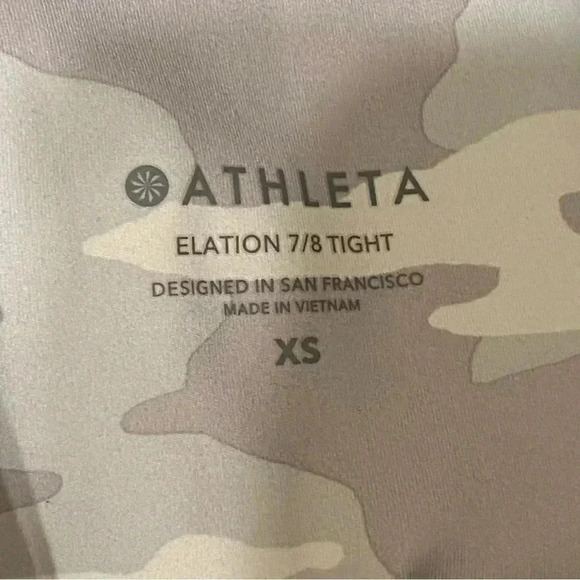 ATHLETA
ELATION 7/8 TIGHT
DESIGNED IN SAN FRANCISCO
MADE IN VIETNAM
XS